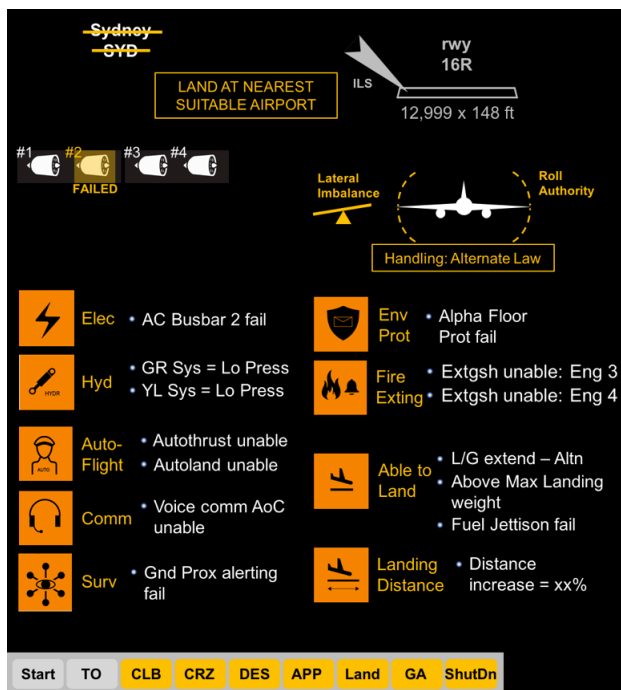 Sydney
SYD
LAND AT NEAREST
SUITABLE AIRPORT
ILS
rwy
16R
12,999 x 148 ft
#1
#2
#3
#4
FAILED
Lateral
Imbalance
Roll
Authority
Handling: Alternate Law
Elec
AC Busbar 2 fail
HYDR
Hyd
GR Sys = Lo Press
YL Sys = Lo Press
AUTO
Auto-
Flight
Autothrust unable
Autoland unable
Comm
Voice comm AoC
unable
Surv
Gnd Prox alerting
fail
Env
Prot
Alpha Floor
Prot fail
Fire
Exting
Extgsh unable: Eng 3
Extgsh unable: Eng 4
Able to
Land
L/G extend – Altn
Above Max Landing
weight
Fuel Jettison fail
Landing
Distance
Distance
increase = xx%
Start TO CLB CRZ DES APP Land GA ShutDn